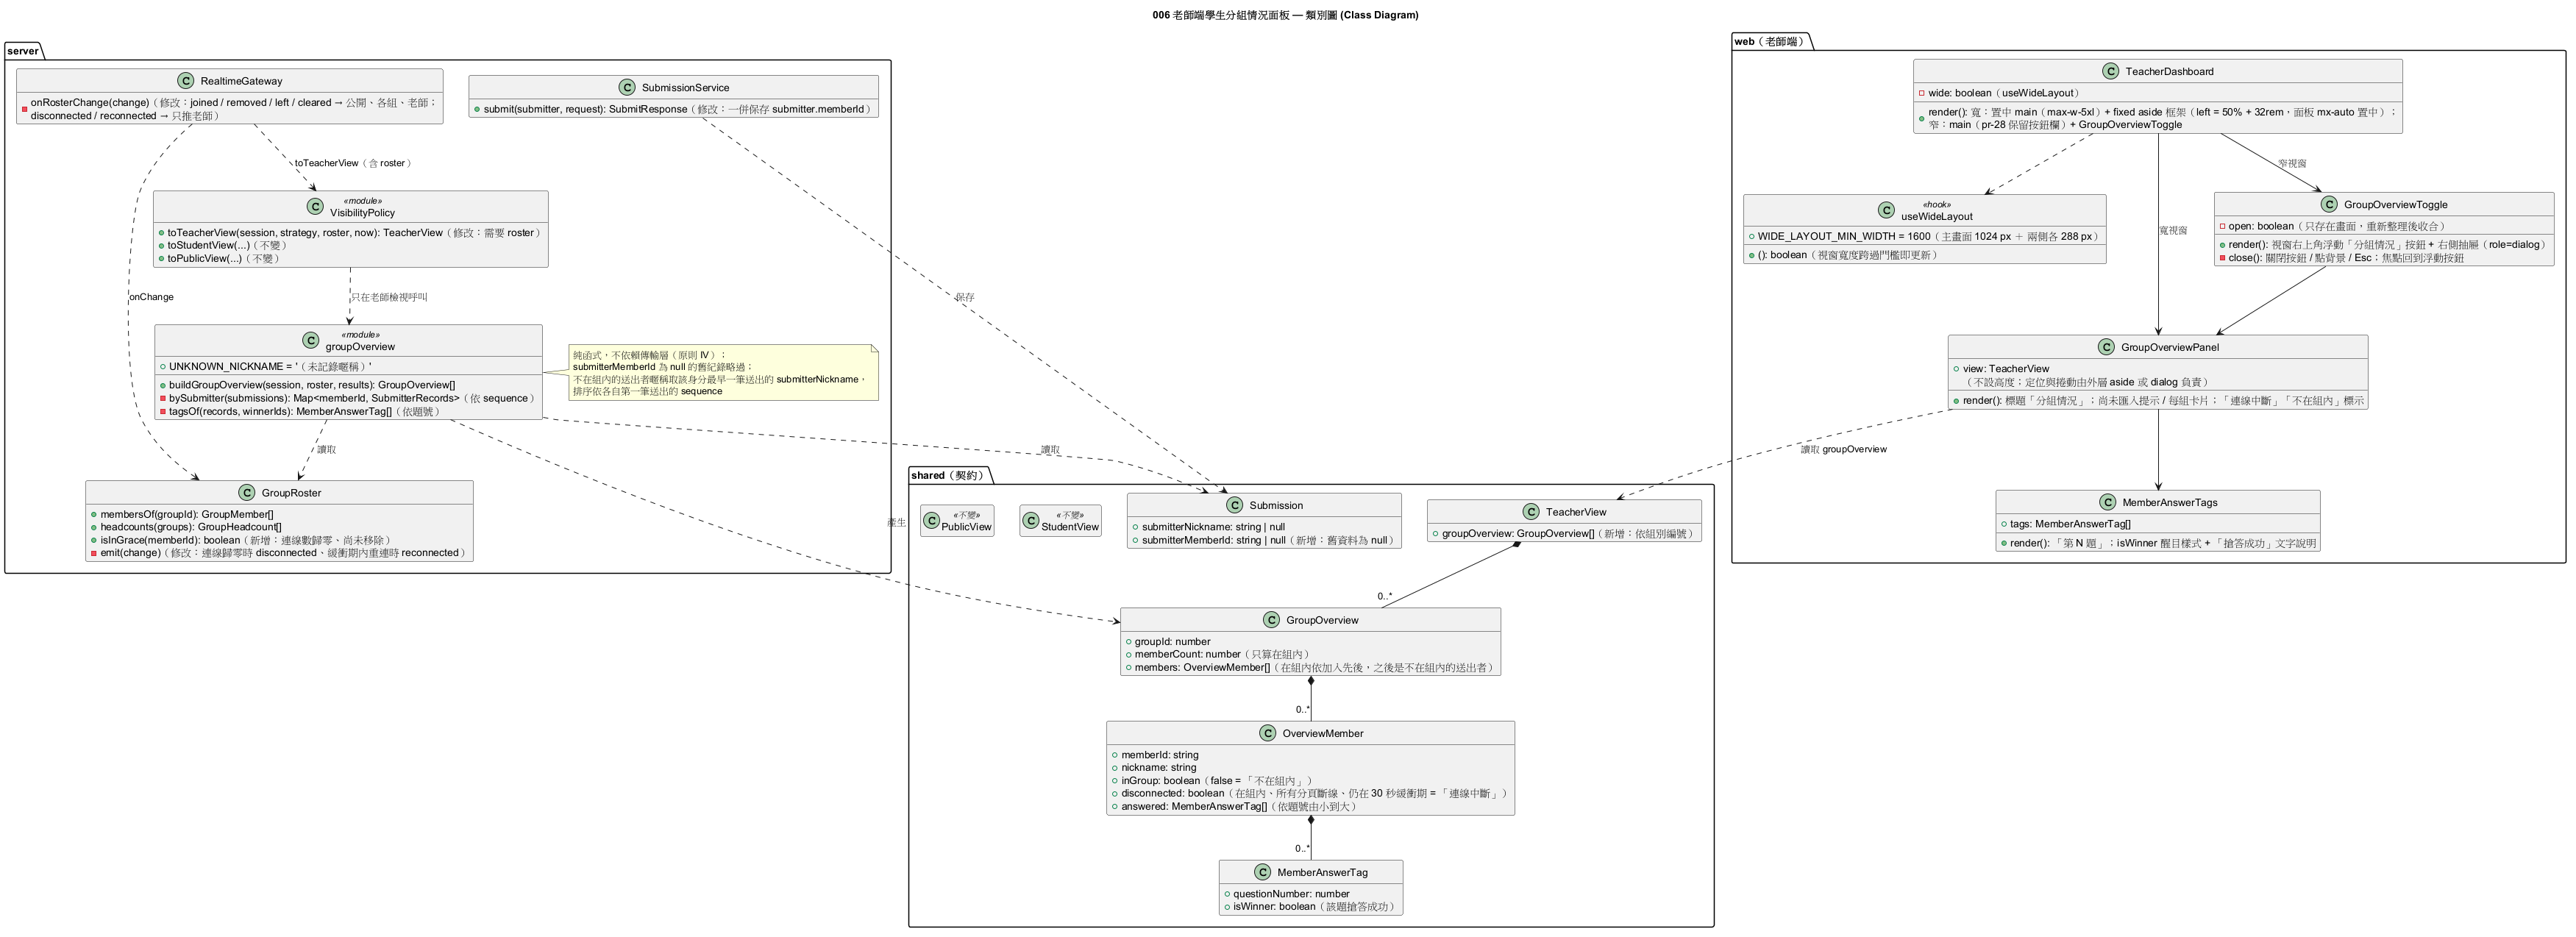 006 老師端學生分組情況面板 — 類別圖 (Class Diagram)
server
RealtimeGateway
onRosterChange(change)（修改：joined / removed / left / cleared → 公開、各組、老師；
disconnected / reconnected → 只推老師）
SubmissionService
submit(submitter, request): SubmitResponse（修改：一併保存 submitter.memberId）
toTeacherView（含 roster）
«module»
VisibilityPolicy
toTeacherView(session, strategy, roster, now): TeacherView（修改：需要 roster）
toStudentView(...)（不變）
toPublicView(...)（不變）
onChange
只在老師檢視呼叫
保存
«module»
groupOverview
UNKNOWN_NICKNAME = '（未記錄暱稱）'
buildGroupOverview(session, roster, results): GroupOverview[]
bySubmitter(submissions): Map<memberId, SubmitterRecords>（依 sequence）
tagsOf(records, winnerIds): MemberAnswerTag[]（依題號）
純函式，不依賴傳輸層（原則 IV）；
submitterMemberId 為 null 的舊紀錄略過；
不在組內的送出者暱稱取該身分最早一筆送出的 submitterNickname，
排序依各自第一筆送出的 sequence
讀取
讀取
產生
GroupRoster
membersOf(groupId): GroupMember[]
headcounts(groups): GroupHeadcount[]
isInGrace(memberId): boolean（新增：連線數歸零、尚未移除）
emit(change)（修改：連線歸零時 disconnected、緩衝期內重連時 reconnected）
shared（契約）
«不變»
PublicView
«不變»
StudentView
Submission
submitterNickname: string | null
submitterMemberId: string | null（新增：舊資料為 null）
TeacherView
groupOverview: GroupOverview[]（新增：依組別編號）
0..*
GroupOverview
groupId: number
memberCount: number（只算在組內）
members: OverviewMember[]（在組內依加入先後，之後是不在組內的送出者）
0..*
OverviewMember
memberId: string
nickname: string
inGroup: boolean（false = 「不在組內」）
disconnected: boolean（在組內、所有分頁斷線、仍在 30 秒緩衝期 = 「連線中斷」）
answered: MemberAnswerTag[]（依題號由小到大）
0..*
MemberAnswerTag
questionNumber: number
isWinner: boolean（該題搶答成功）
web（老師端）
TeacherDashboard
wide: boolean（useWideLayout）
render(): 寬：置中 main（max-w-5xl）+ fixed aside 框架（left = 50% + 32rem，面板 mx-auto 置中）；
窄：main（pr-28 保留按鈕欄）+ GroupOverviewToggle
窄視窗
寬視窗
«hook»
useWideLayout
WIDE_LAYOUT_MIN_WIDTH = 1600（主畫面 1024 px ＋ 兩側各 288 px）
(): boolean（視窗寬度跨過門檻即更新）
GroupOverviewToggle
open: boolean（只存在畫面，重新整理後收合）
render(): 視窗右上角浮動「分組情況」按鈕 + 右側抽屜（role=dialog）
close(): 關閉按鈕 / 點背景 / Esc；焦點回到浮動按鈕
GroupOverviewPanel
view: TeacherView
（不設高度；定位與捲動由外層 aside 或 dialog 負責）
render(): 標題「分組情況」；尚未匯入提示 / 每組卡片；「連線中斷」「不在組內」標示
讀取 groupOverview
MemberAnswerTags
tags: MemberAnswerTag[]
render(): 「第 N 題」；isWinner 醒目樣式 + 「搶答成功」文字說明